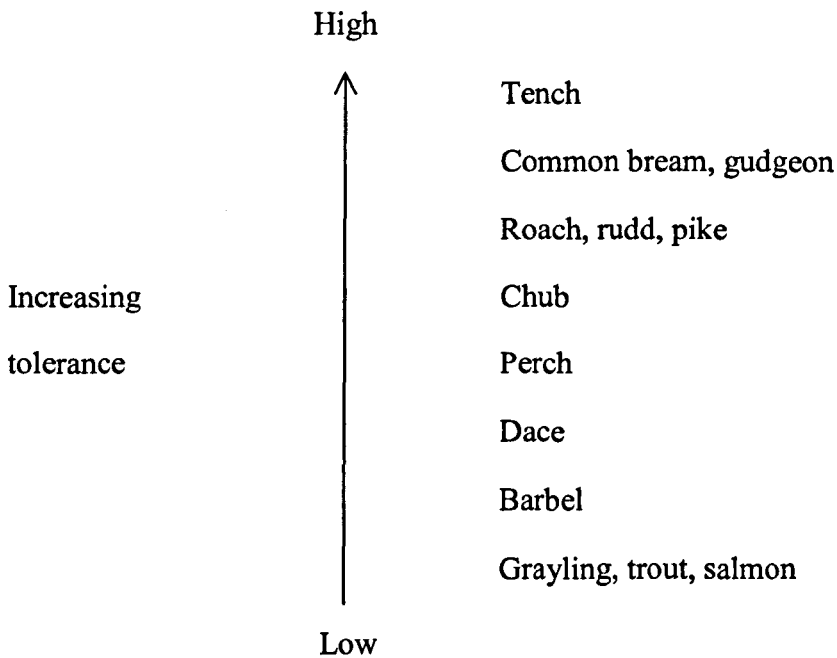 High
Tench
Common bream, gudgeon
Roach, rudd, pike
Increasing
Chub
tolerance
Perch
Dace
Barbel
Grayling, trout, salmon
Low